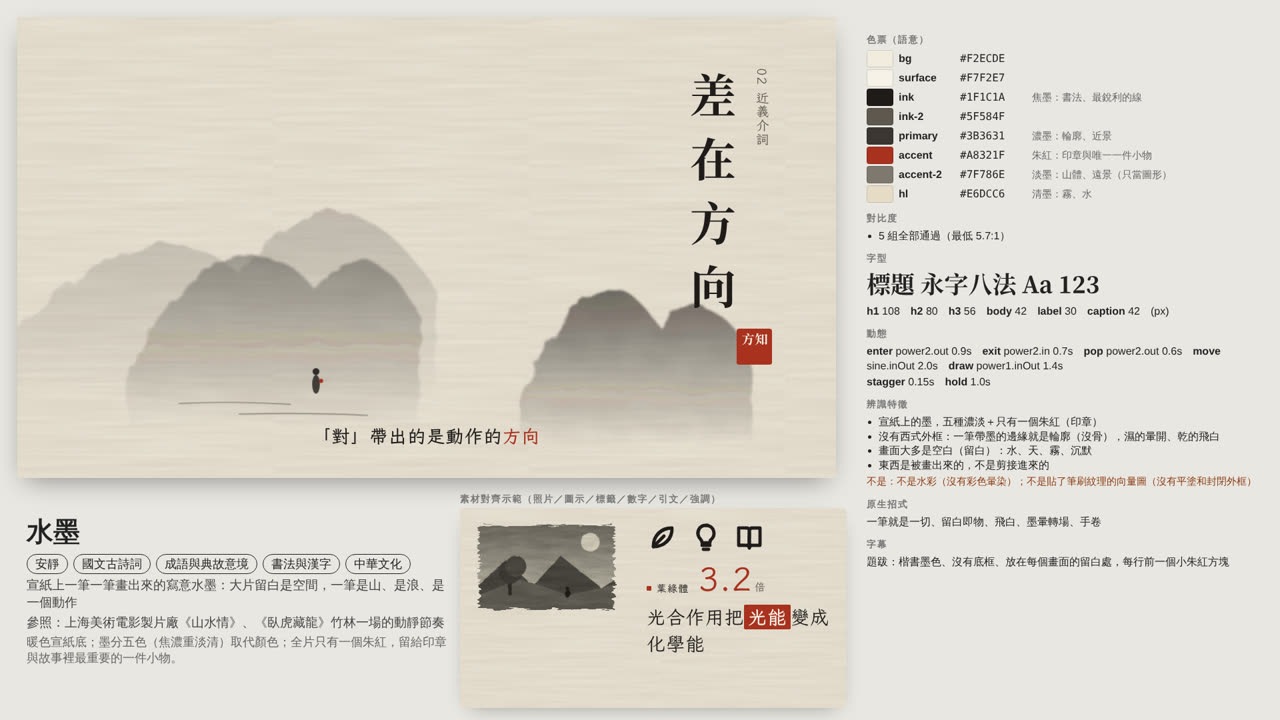 02 近義介詞
差在方向
方知
「對」帶出的是動作的方向
水墨
安靜
國文古詩詞
成語與典故意境
書法與漢字
中華文化
宣紙上一筆一筆畫出來的寫意水墨：大片留白是空間，一筆是山、是浪、是
一個動作
參照：上海美術電影製片廠《山水情》、《臥虎藏龍》竹林一場的動靜節奏
暖色宣紙底；墨分五色（焦濃重淡清）取代顏色；全片只有一個朱紅，留給印章
與故事裡最重要的一件小物。
素材對齊示範（照片／圖示／標籤／數字／引文／強調）
葉綠體 3.2倍
光合作用把光能變成
化學能
色票（語意）
bg #F2ECDE
surface #F7F2E7
ink #1F1C1A 焦墨：書法、最銳利的線
ink-2 #5F584F
primary #3B3631 濃墨：輪廓、近景
accent #A8321F 朱紅：印章與唯一一件小物
accent-2 #7F786E 淡墨：山體、遠景（只當圖形）
hl #E6DCC6 清墨：霧、水
對比度
• 5 組全部通過（最低 5.7:1）
字型
標題 永字八法 Aa 123
h1 108 h2 80 h3 56 body 42 label 30 caption 42 (px)
動態
enter power2.out 0.9s exit power2.in 0.7s pop power2.out 0.6s move
sine.inOut 2.0s draw power1.inOut 1.4s
stagger 0.15s hold 1.0s
辨識特徵
• 宣紙上的墨，五種濃淡＋只有一個朱紅（印章）
• 沒有西式外框：一筆帶墨的邊緣就是輪廓（沒骨），濕的暈開、乾的飛白
• 畫面大多是空白（留白）：水、天、霧、沉默
• 東西是被畫出來的，不是剪接進來的
不是：不是水彩（沒有彩色暈染）；不是貼了筆刷紋理的向量圖（沒有平塗和封閉外框）
原生招式
一筆就是一切、留白即物、飛白、墨暈轉場、手卷
字幕
題跋：楷書墨色、沒有底框、放在每個畫面的留白處，每行前一個小朱紅方塊